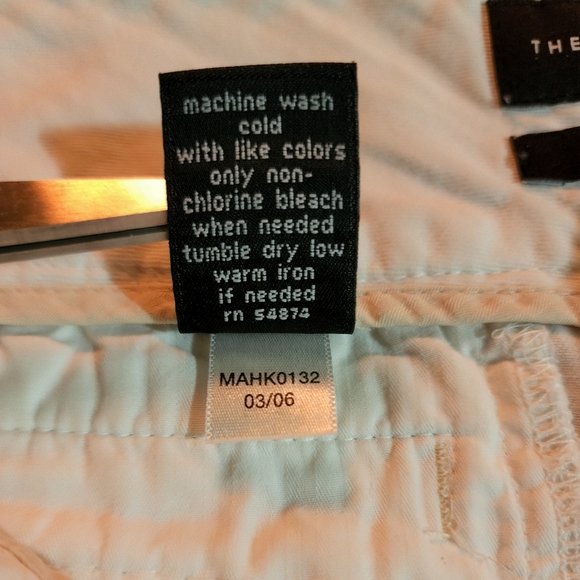 THE
machine wash
cold
with like colors
only non-
chlorine bleach
when needed
tumble dry low
warm iron
if needed
rn 54874
MAHK0132
03/06